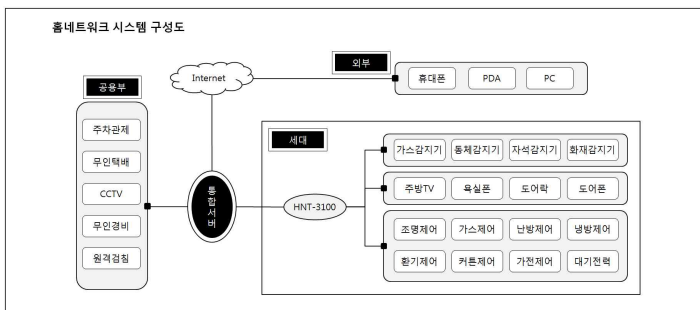 홈네트워크 시스템 구성도
외부
Internet
휴대폰 PDA PC
공용부
주차관제
무인택배
CCTV
무인경비
원격검침
통합서버
세대
HNT-3100
가스감지기 동체감지기 자석감지기 화재감지기
주방TV 욕실폰 도어락 도어폰
조명제어 가스제어 난방제어 냉방제어
환기제어 커튼제어 가전제어 대기전력